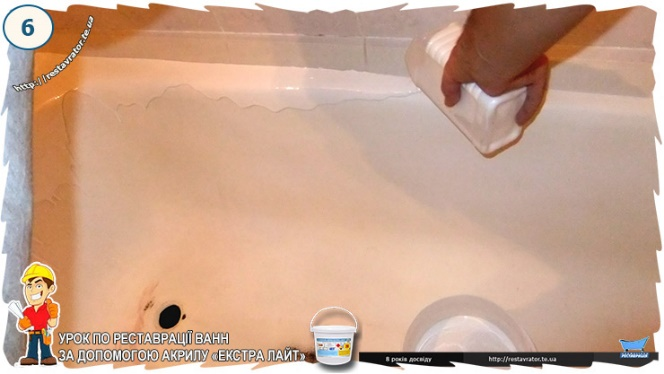 6
http://restavrator.te.ua
УРОК ПО РЕСТАВРАЦІЇ ВАНН
ЗА ДОПОМОГОЮ АКРИЛУ «ЕКСТРА ЛАЙТ»
8 років досвіду
http://restavrator.te.ua
РЕСТАВРАЦІЯ